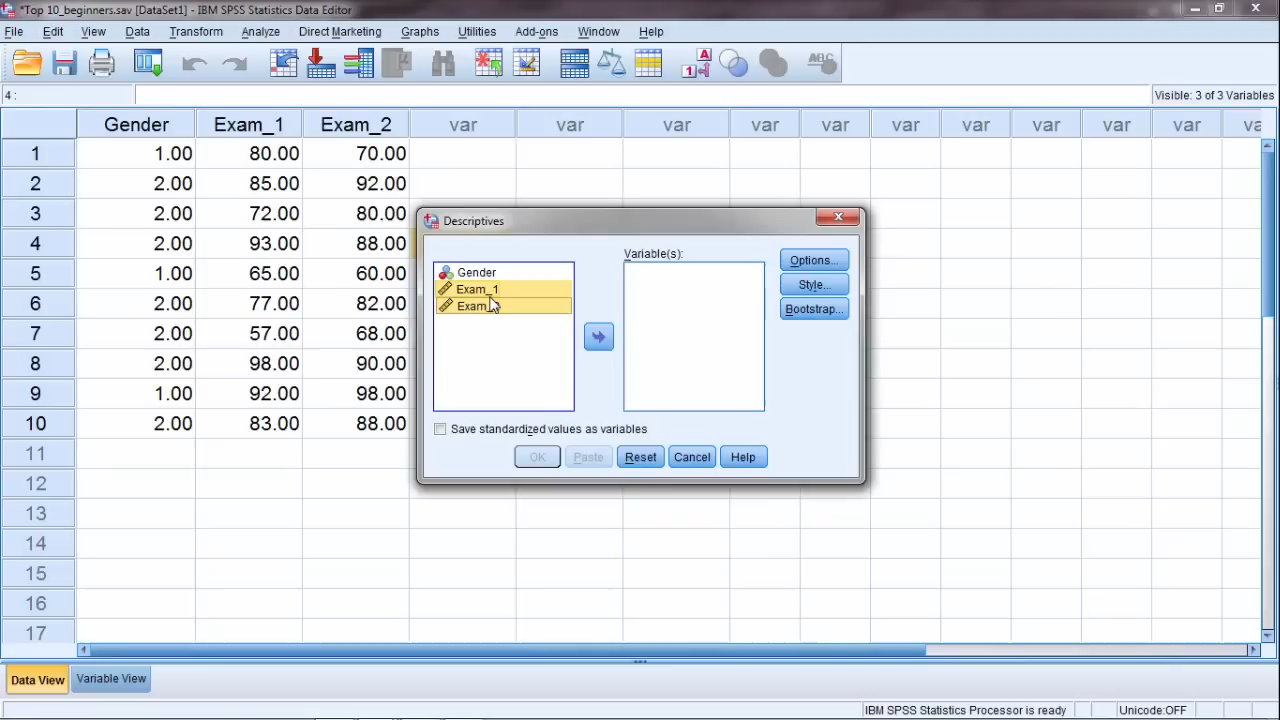 *Top 10_beginners.sav [DataSet1] - IBM SPSS Statistics Data Editor
File Edit View Data Transform Analyze Direct Marketing Graphs Utilities Add-ons Window Help
A
1
ABC
4 :
Visible: 3 of 3 Variables
Gender Exam_1 Exam_2 var var var var var var var var var va
1 1.00 80.00 70.00
2 2.00 85.00 92.00
3 2.00 72.00 80.00
4 2.00 93.00 88.00
5 1.00 65.00 60.00
6 2.00 77.00 82.00
7 2.00 57.00 68.00
8 2.00 98.00 90.00
9 1.00 92.00 98.00
10 2.00 83.00 88.00
11
12
13
14
15
16
17
Descriptives
Variable(s):
Gender
Exam_1
Exam_
Options...
Style...
Bootstrap...
Save standardized values as variables
OK Paste Reset Cancel Help
Data View Variable View
IBM SPSS Statistics Processor is ready Unicode:OFF